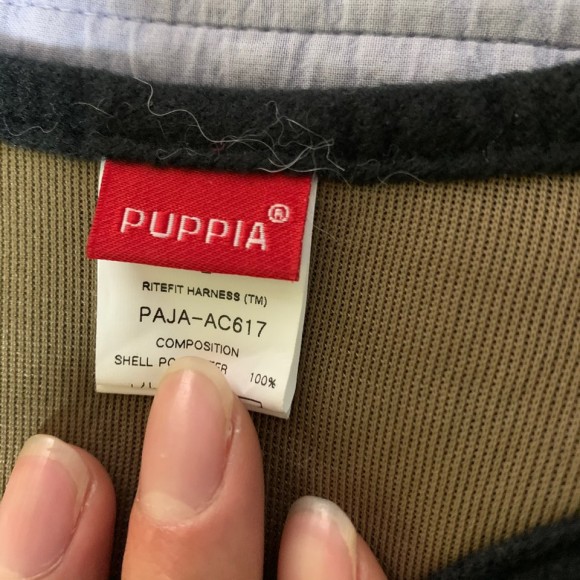 PUPPIA®
RITEFIT HARNESS (TM)
PAJA-AC617
COMPOSITION
SHELL 100%